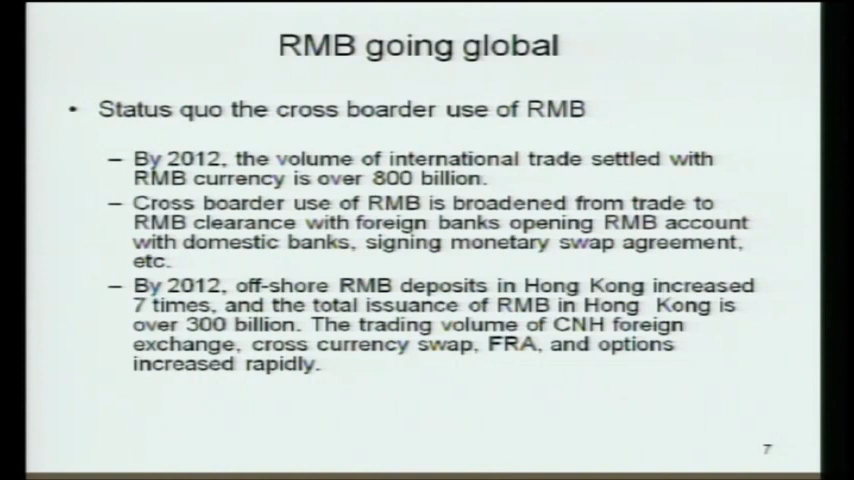 RMB going global
• Status quo the cross boarder use of RMB
– By 2012, the volume of international trade settled with
RMB currency is over 800 billion.
– Cross boarder use of RMB is broadened from trade to
RMB clearance with foreign banks opening RMB account
with domestic banks, signing monetary swap agreement,
etc.
– By 2012, off-shore RMB deposits in Hong Kong increased
7 times, and the total issuance of RMB in Hong Kong is
over 300 billion. The trading volume of CNH foreign
exchange, cross currency swap, FRA, and options
increased rapidly.
7